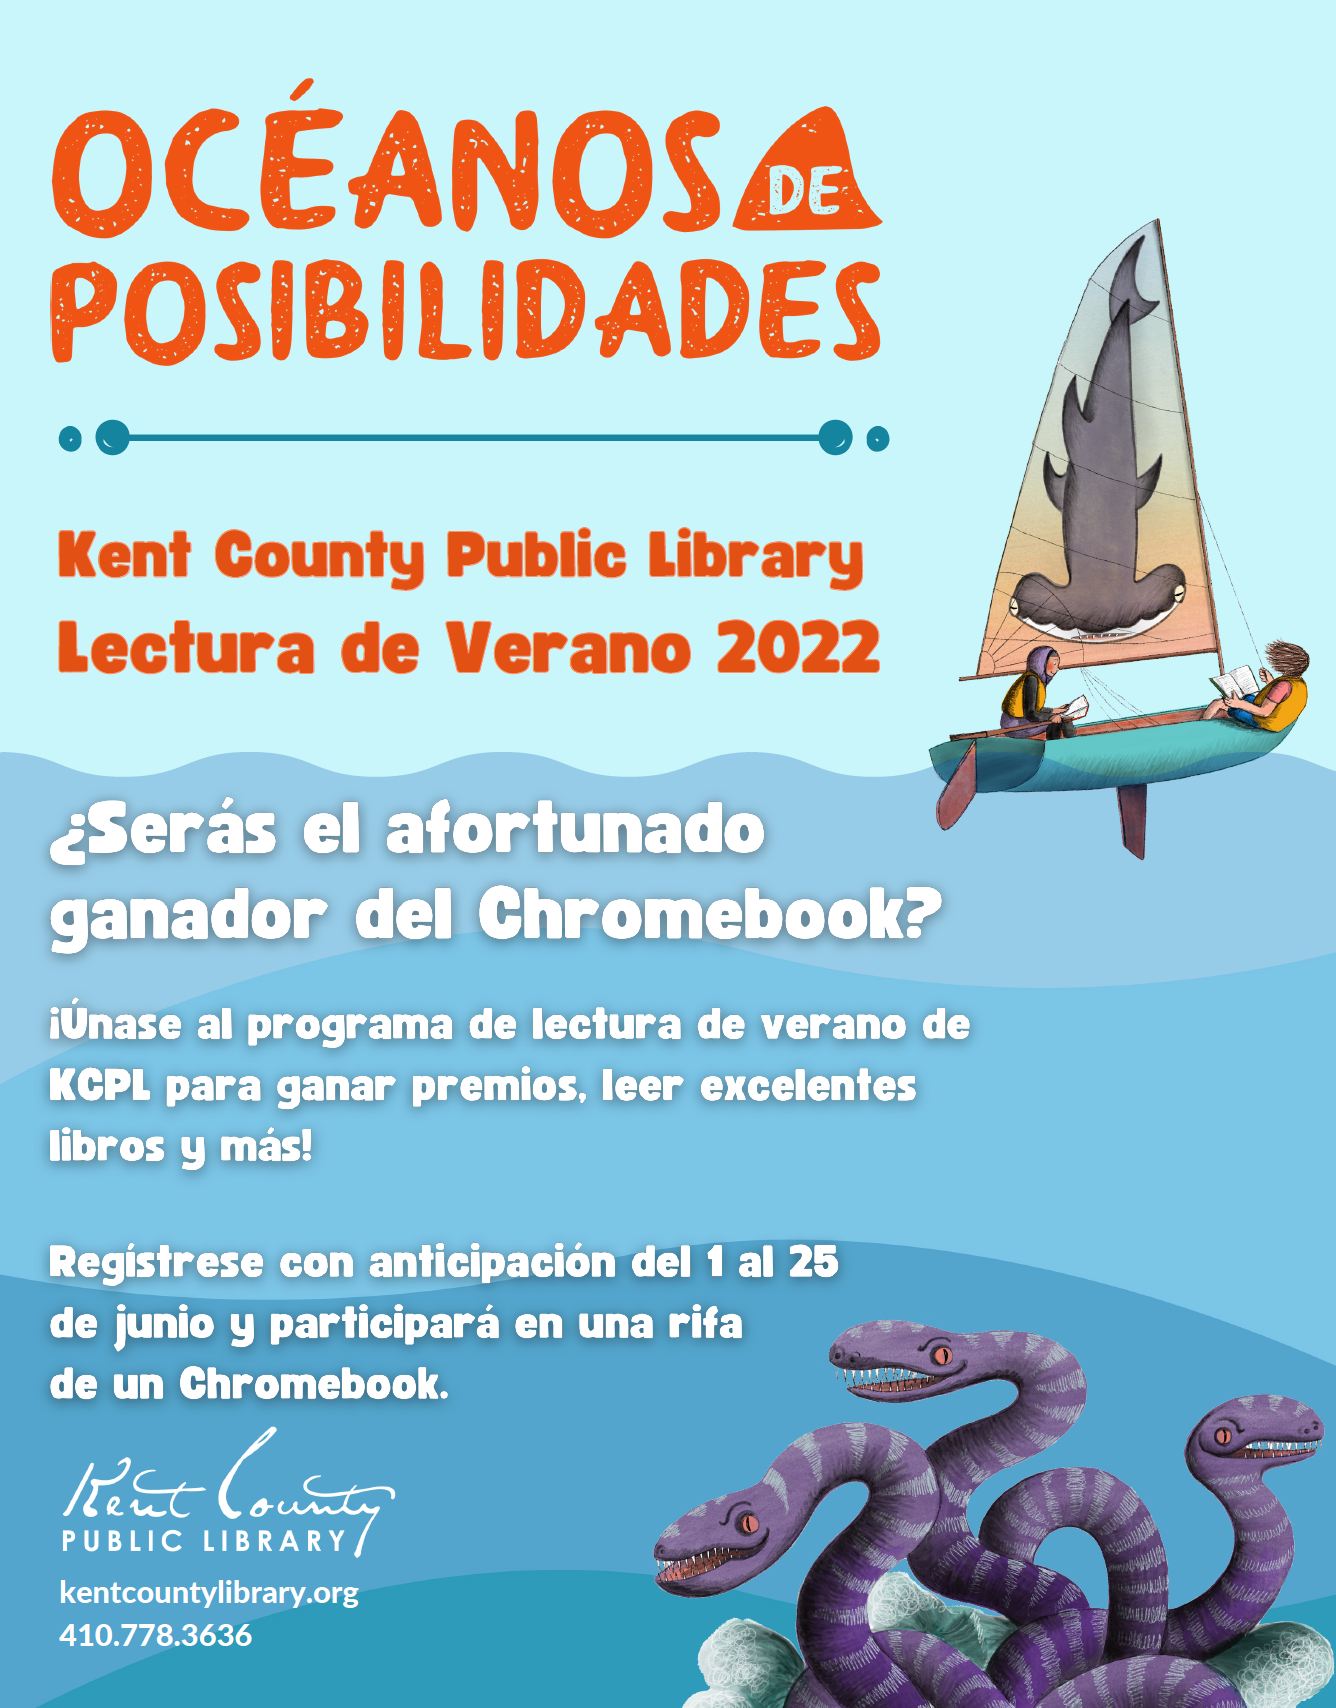 OCÉANOS DE
POSIBILIDADES
Kent County Public Library
Lectura de Verano 2022
¿Serás el afortunado
ganador del Chromebook?
¡Únase al programa de lectura de verano de
KCPL para ganar premios, leer excelentes
libros y más!
Regístrese con anticipación del 1 al 25
de junio y participará en una rifa
de un Chromebook.
Kent County
PUBLIC LIBRARY
kentcountylibrary.org
410.778.3636